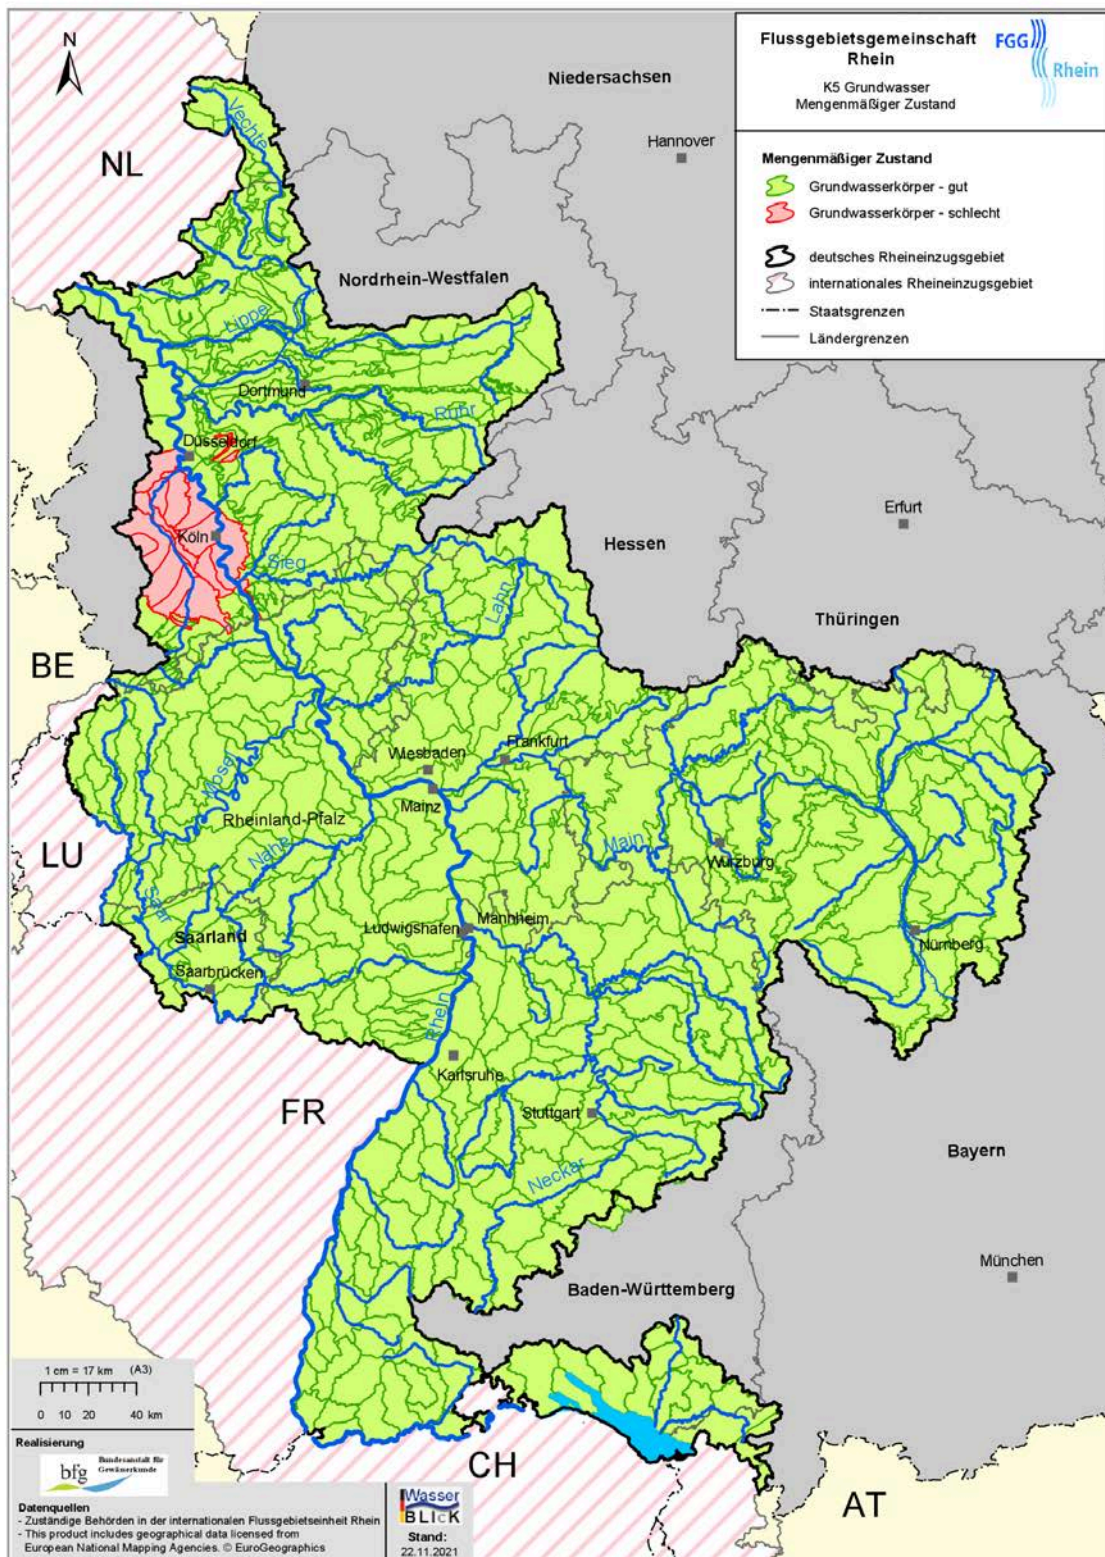 Flussgebietsgemeinschaft
Rhein
K5 Grundwasser
Mengenmäßiger Zustand
FGG
Rhein
Mengenmäßiger Zustand
Grundwasserkörper - gut
Grundwasserkörper - schlecht
deutsches Rheineinzugsgebiet
internationales Rheineinzugsgebiet
Staatsgrenzen
Ländergrenzen
N
Niedersachsen
Vechte
Hannover
NL
Nordrhein-Westfalen
Lippe
Dortmund
Ruhr
Düsseldorf
Erfurt
Köln
Hessen
Sieg
Lahn
Thüringen
BE
Wiesbaden
Frankfurt
Mosel
Mainz
Rheinland-Pfalz
Main
LU
Nahe
Würzburg
Saar
Mannheim
Ludwigshafen
Saarland
Nürnberg
Saarbrücken
Rhein
Karlsruhe
FR
Stuttgart
Bayern
Neckar
München
Baden-Württemberg
CH
AT
1 cm = 17 km (A3)
0 10 20 40 km
Realisierung
bfg
Bundesanstalt für
Gewässerkunde
Datenquellen
- Zuständige Behörden in der internationalen Flussgebietseinheit Rhein
- This product includes geographical data licensed from
European National Mapping Agencies. © EuroGeographics
Wasser
BLIcK
Stand:
22.11.2021